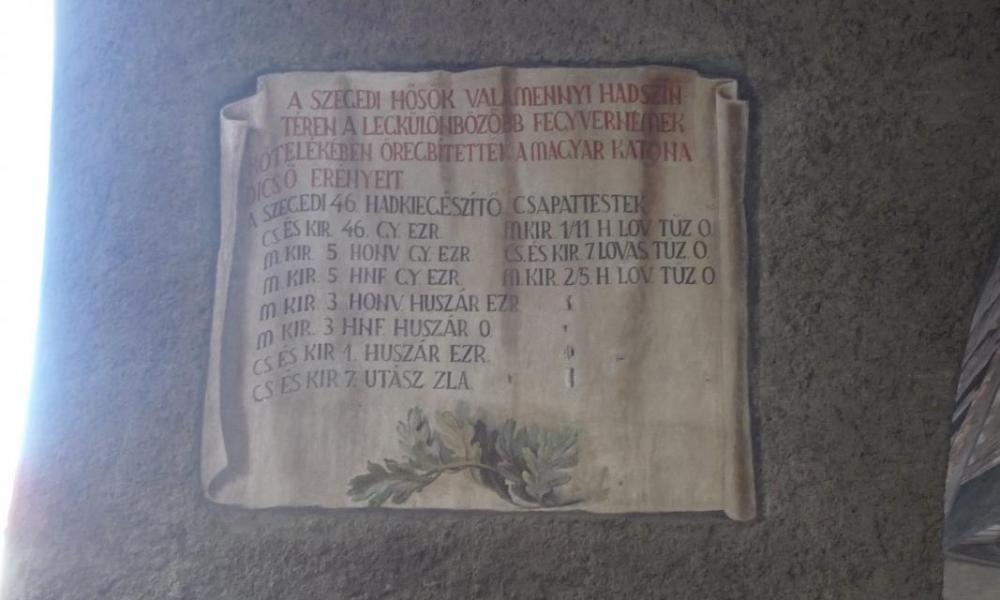 A SZEGEDI HŐSÖK VALAMENNYI HADSZÍN-
TÉREN A LEGKÜLÖNBÖZŐBB FEGYVERNEMEK
KÖTELÉKÉBEN ÖREGBÍTETTÉK A MAGYAR KATONA
DICSŐ ERÉNYEIT
A SZEGEDI 46. HADKIEGÉSZÍTŐ CSAPATTESTEK
CS. ÉS KIR. 46. GY. EZR. M. KIR. 1/11. H. LOV. TÜZ. O.
M. KIR. 5. HONV. GY. EZR. CS. ÉS KIR. 7. LOVAS TÜZ. O.
M. KIR. 5. HNF. GY. EZR. M. KIR. 2/5. H. LOV. TÜZ. O.
M. KIR. 3. HONV. HUSZÁR EZR.
M. KIR. 3. HNF. HUSZÁR O.
CS. ÉS KIR. 1. HUSZÁR EZR.
CS. ÉS KIR. 7. UTÁSZ ZLA.